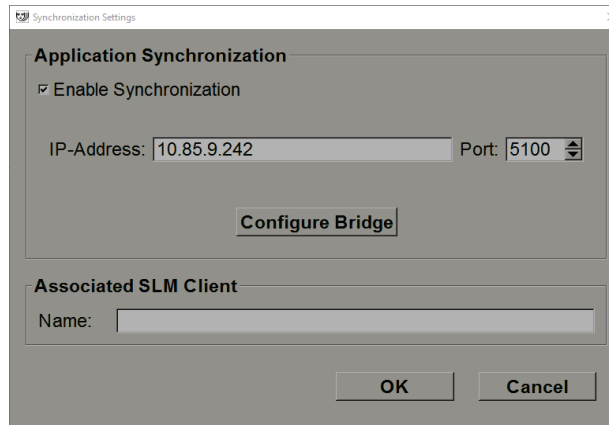 Synchronization Settings
Application Synchronization
Enable Synchronization
IP-Address: 10.85.9.242 Port: 5100
Configure Bridge
Associated SLM Client
Name:
OK Cancel